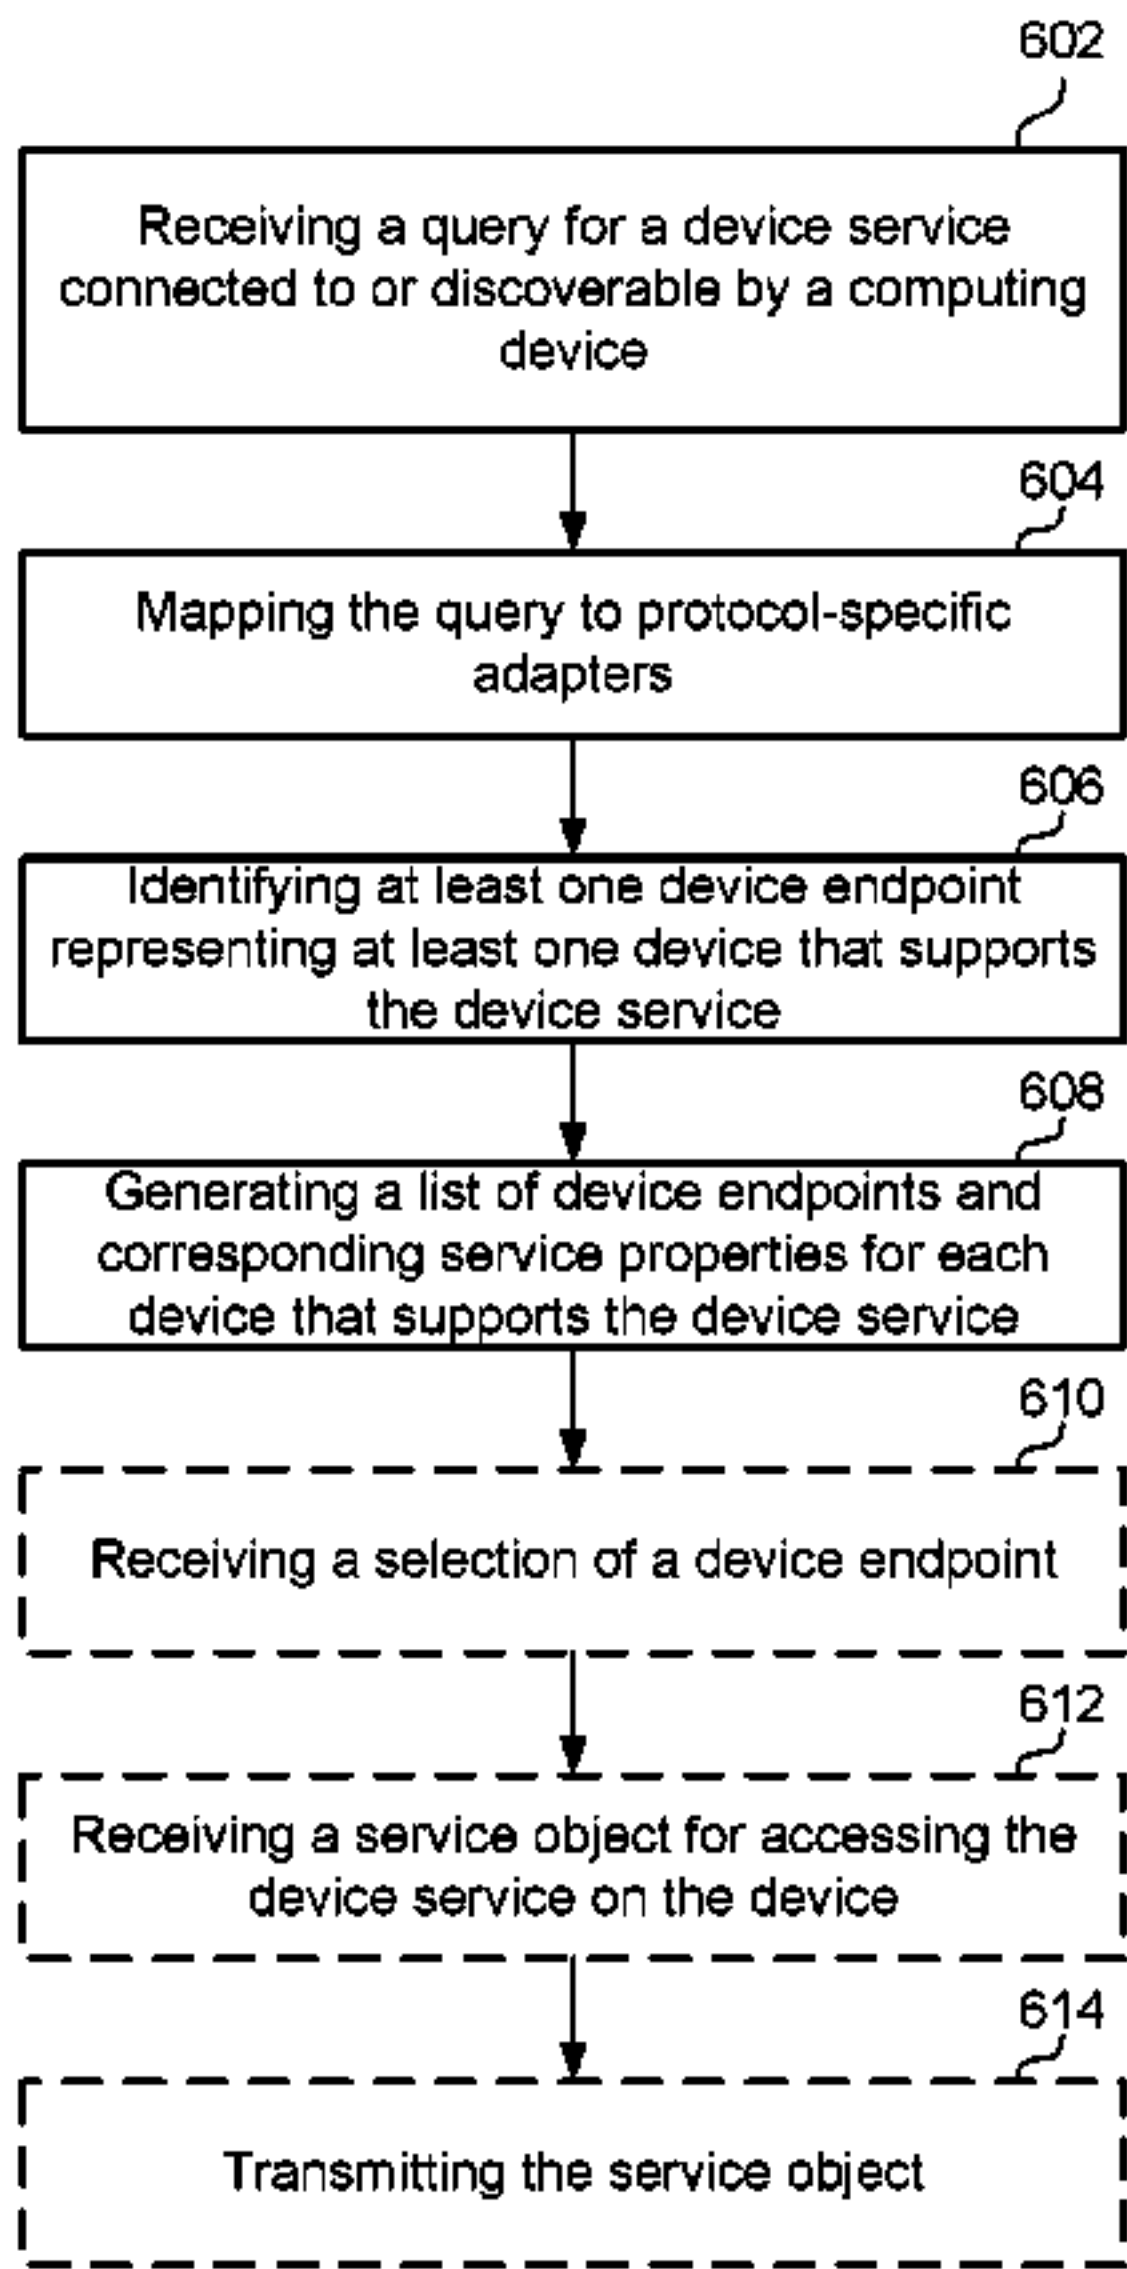 602
Receiving a query for a device service
connected to or discoverable by a computing
device
604
Mapping the query to protocol-specific
adapters
606
Identifying at least one device endpoint
representing at least one device that supports
the device service
608
Generating a list of device endpoints and
corresponding service properties for each
device that supports the device service
610
Receiving a selection of a device endpoint
612
Receiving a service object for accessing the
device service on the device
614
Transmitting the service object